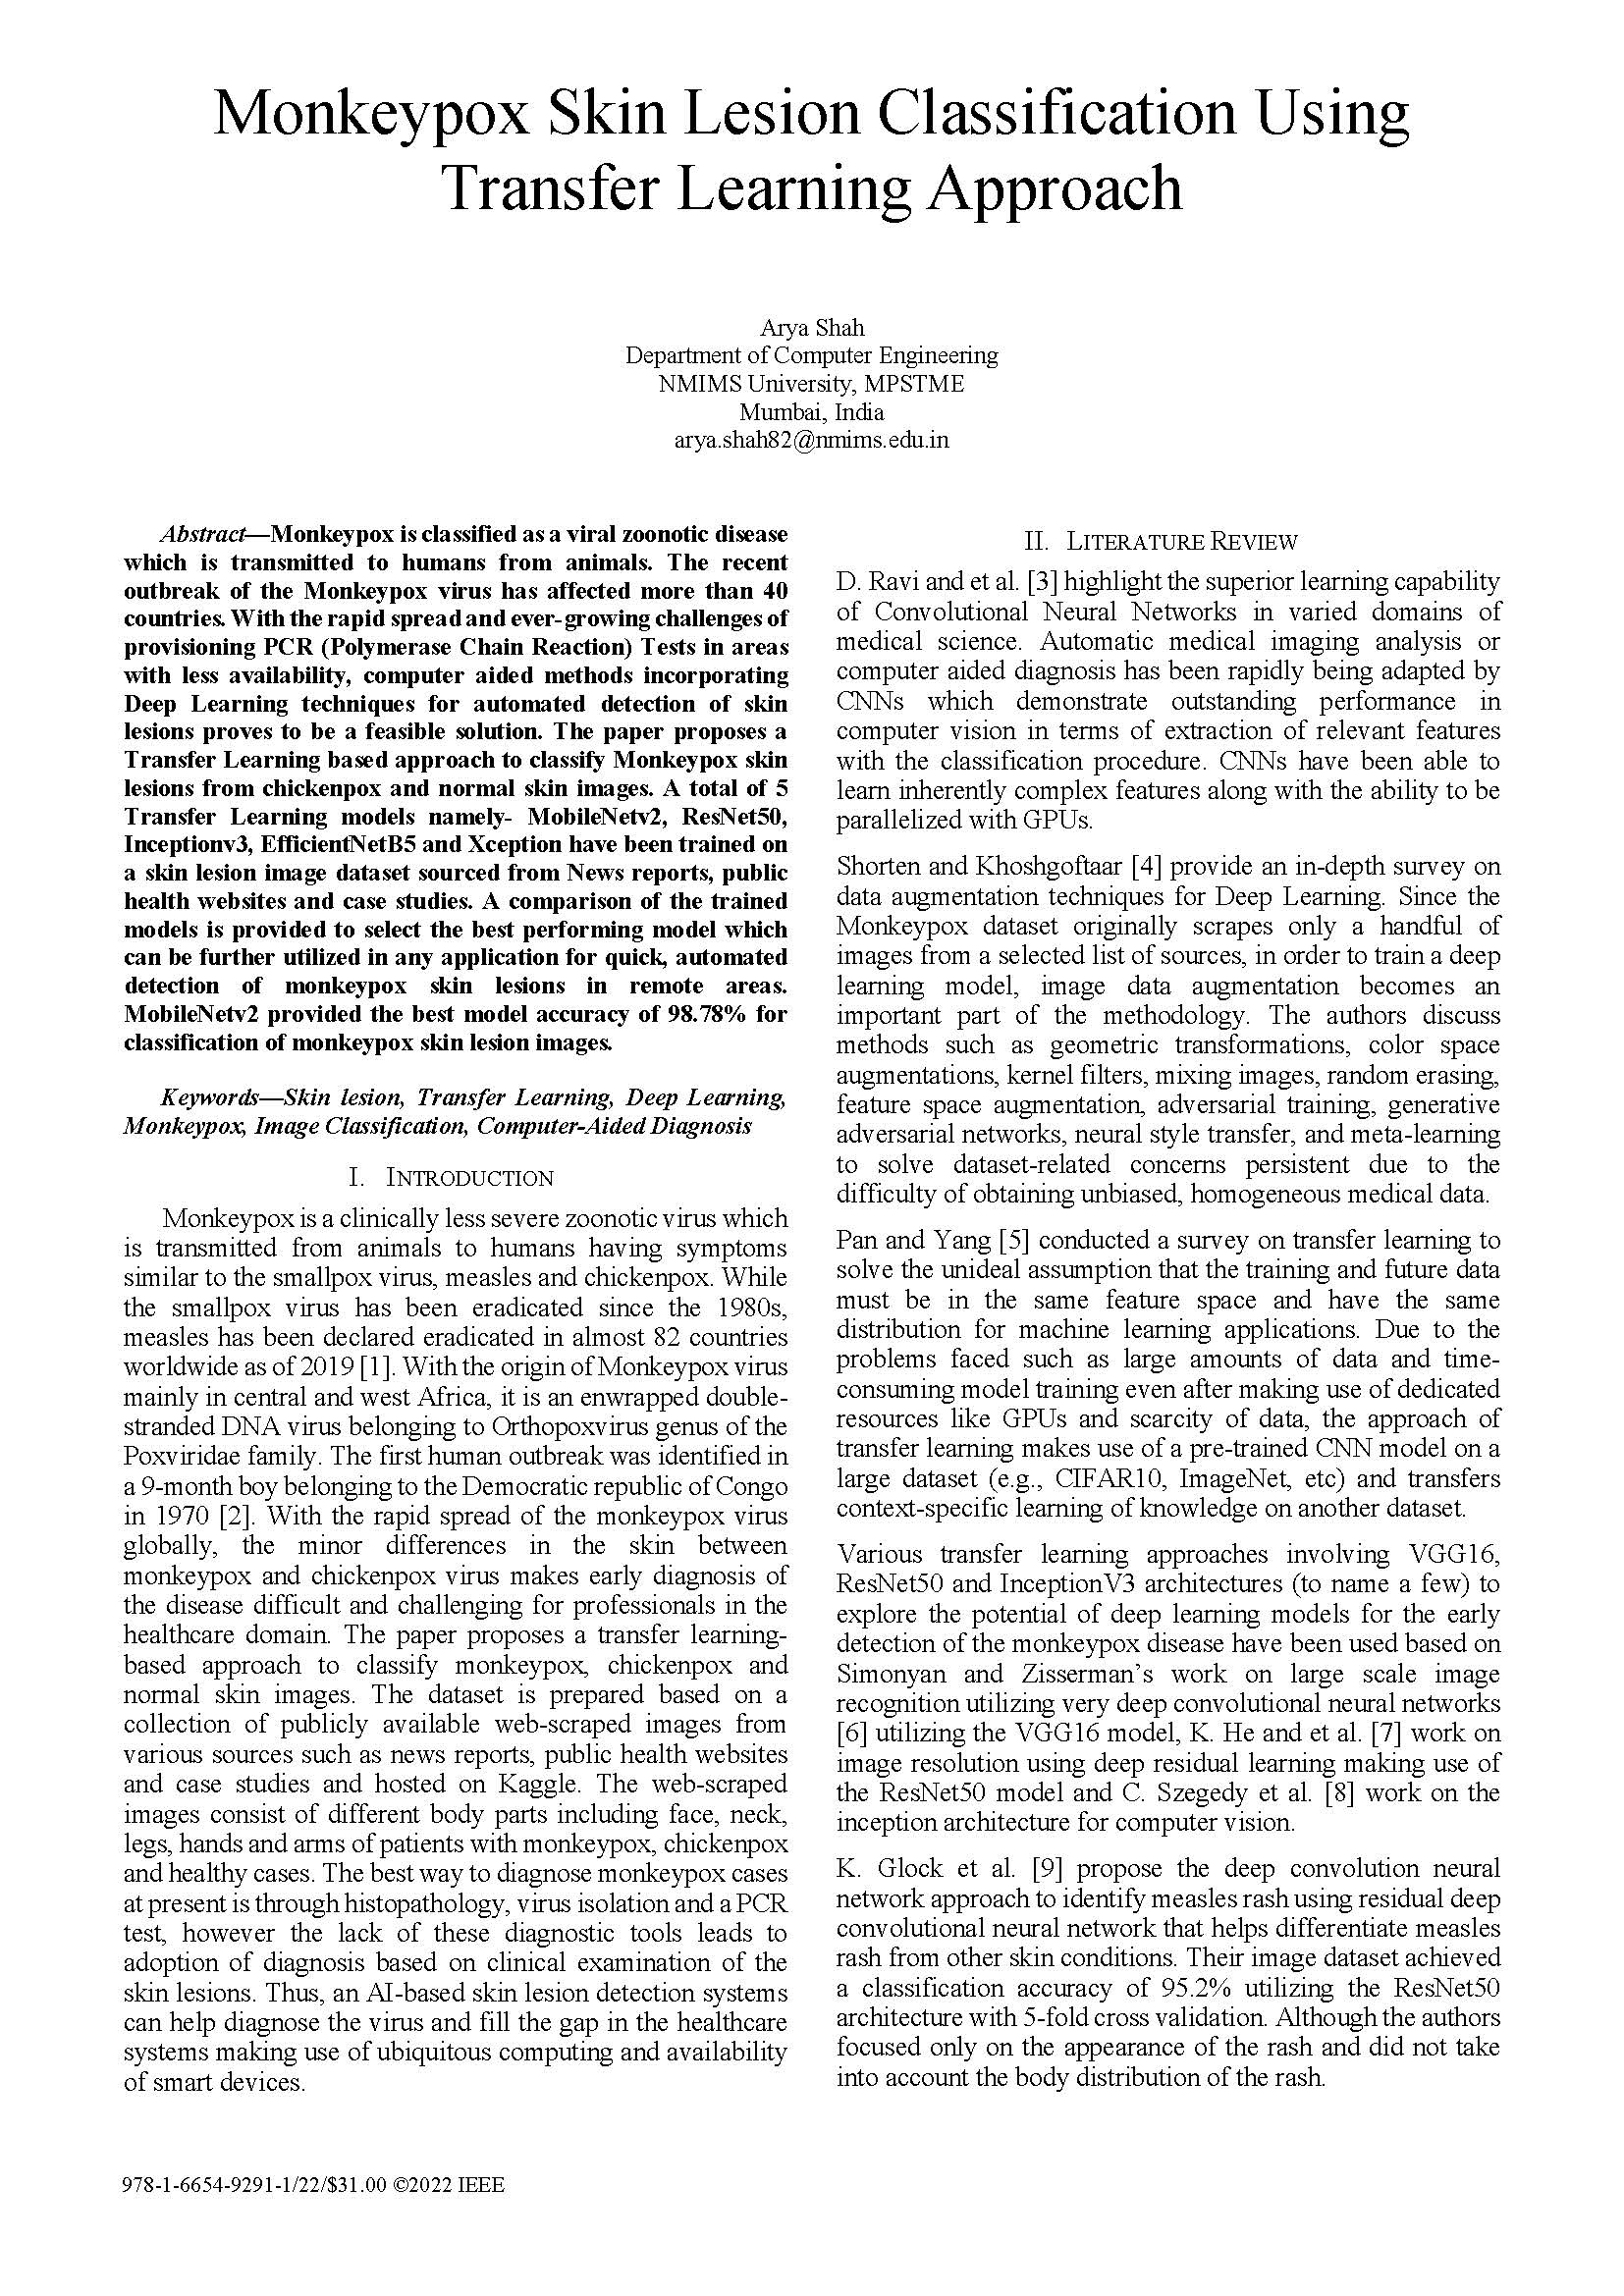 Monkeypox Skin Lesion Classification Using
Transfer Learning Approach
Arya Shah
Department of Computer Engineering
NMIMS University, MPSTME
Mumbai, India
arya.shah82@nmims.edu.in
Abstract—Monkeypox is classified as a viral zoonotic disease
which is transmitted to humans from animals. The recent
outbreak of the Monkeypox virus has affected more than 40
countries. With the rapid spread and ever-growing challenges of
provisioning PCR (Polymerase Chain Reaction) Tests in areas
with less availability, computer aided methods incorporating
Deep Learning techniques for automated detection of skin
lesions proves to be a feasible solution. The paper proposes a
Transfer Learning based approach to classify Monkeypox skin
lesions from chickenpox and normal skin images. A total of 5
Transfer Learning models namely- MobileNetv2, ResNet50,
Inceptionv3, EfficientNetB5 and Xception have been trained on
a skin lesion image dataset sourced from News reports, public
health websites and case studies. A comparison of the trained
models is provided to select the best performing model which
can be further utilized in any application for quick, automated
detection of monkeypox skin lesions in remote areas.
MobileNetv2 provided the best model accuracy of 98.78% for
classification of monkeypox skin lesion images.
Keywords—Skin lesion, Transfer Learning, Deep Learning,
Monkeypox, Image Classification, Computer-Aided Diagnosis
I. INTRODUCTION
Monkeypox is a clinically less severe zoonotic virus which
is transmitted from animals to humans having symptoms
similar to the smallpox virus, measles and chickenpox. While
the smallpox virus has been eradicated since the 1980s,
measles has been declared eradicated in almost 82 countries
worldwide as of 2019 [1]. With the origin of Monkeypox virus
mainly in central and west Africa, it is an enwrapped double-
stranded DNA virus belonging to Orthopoxvirus genus of the
Poxviridae family. The first human outbreak was identified in
a 9-month boy belonging to the Democratic republic of Congo
in 1970 [2]. With the rapid spread of the monkeypox virus
globally, the minor differences in the skin between
monkeypox and chickenpox virus makes early diagnosis of
the disease difficult and challenging for professionals in the
healthcare domain. The paper proposes a transfer learning-
based approach to classify monkeypox, chickenpox and
normal skin images. The dataset is prepared based on a
collection of publicly available web-scraped images from
various sources such as news reports, public health websites
and case studies and hosted on Kaggle. The web-scraped
images consist of different body parts including face, neck,
legs, hands and arms of patients with monkeypox, chickenpox
and healthy cases. The best way to diagnose monkeypox cases
at present is through histopathology, virus isolation and a PCR
test, however the lack of these diagnostic tools leads to
adoption of diagnosis based on clinical examination of the
skin lesions. Thus, an AI-based skin lesion detection systems
can help diagnose the virus and fill the gap in the healthcare
systems making use of ubiquitous computing and availability
of smart devices.
II. LITERATURE REVIEW
D. Ravi and et al. [3] highlight the superior learning capability
of Convolutional Neural Networks in varied domains of
medical science. Automatic medical imaging analysis or
computer aided diagnosis has been rapidly being adapted by
CNNs which demonstrate outstanding performance in
computer vision in terms of extraction of relevant features
with the classification procedure. CNNs have been able to
learn inherently complex features along with the ability to be
parallelized with GPUs.
Shorten and Khoshgoftaar [4] provide an in-depth survey on
data augmentation techniques for Deep Learning. Since the
Monkeypox dataset originally scrapes only a handful of
images from a selected list of sources, in order to train a deep
learning model, image data augmentation becomes an
important part of the methodology. The authors discuss
methods such as geometric transformations, color space
augmentations, kernel filters, mixing images, random erasing,
feature space augmentation, adversarial training, generative
adversarial networks, neural style transfer, and meta-learning
to solve dataset-related concerns persistent due to the
difficulty of obtaining unbiased, homogeneous medical data.
Pan and Yang [5] conducted a survey on transfer learning to
solve the unideal assumption that the training and future data
must be in the same feature space and have the same
distribution for machine learning applications. Due to the
problems faced such as large amounts of data and time-
consuming model training even after making use of dedicated
resources like GPUs and scarcity of data, the approach of
transfer learning makes use of a pre-trained CNN model on a
large dataset (e.g., CIFAR10, ImageNet, etc) and transfers
context-specific learning of knowledge on another dataset.
Various transfer learning approaches involving VGG16,
ResNet50 and InceptionV3 architectures (to name a few) to
explore the potential of deep learning models for the early
detection of the monkeypox disease have been used based on
Simonyan and Zisserman's work on large scale image
recognition utilizing very deep convolutional neural networks
[6] utilizing the VGG16 model, K. He and et al. [7] work on
image resolution using deep residual learning making use of
the ResNet50 model and C. Szegedy et al. [8] work on the
inception architecture for computer vision.
K. Glock et al. [9] propose the deep convolution neural
network approach to identify measles rash using residual deep
convolutional neural network that helps differentiate measles
rash from other skin conditions. Their image dataset achieved
a classification accuracy of 95.2% utilizing the ResNet50
architecture with 5-fold cross validation. Although the authors
focused only on the appearance of the rash and did not take
into account the body distribution of the rash.
978-1-6654-9291-1/22/$31.00 ©2022 IEEE